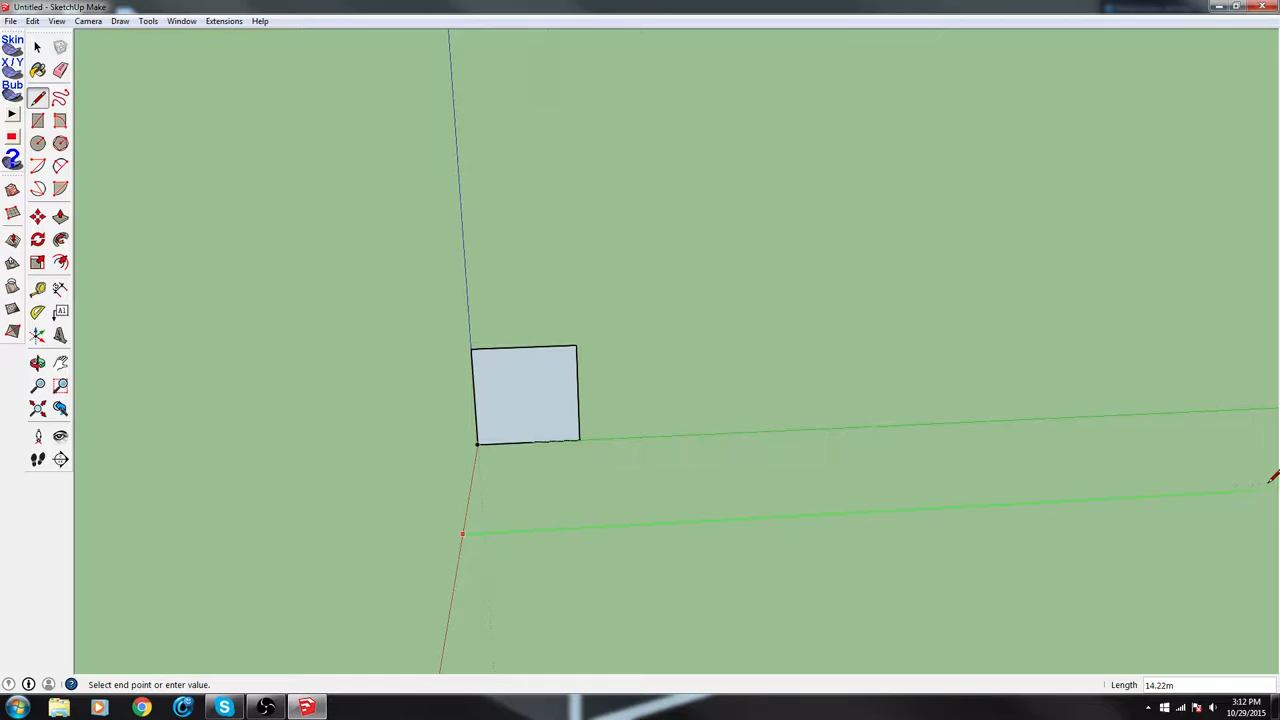 Untitled - SketchUp Make
File Edit View Camera Draw Tools Window Extensions Help
Skin
X / Y
Bub
?
A1
Select end point or enter value.
Length 14.22m
3:12 PM
10/29/2015